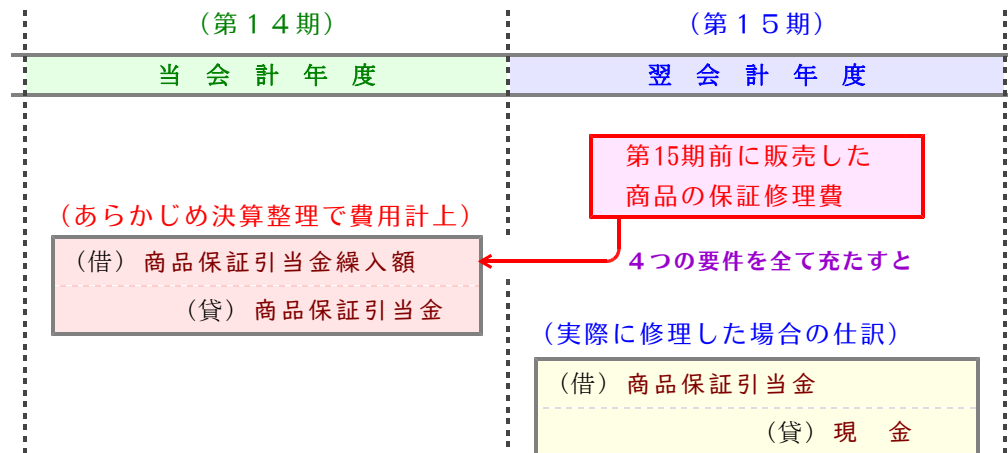 （第１４期）
（第１５期）
当会計年度
翌会計年度
第15期前に販売した
商品の保証修理費
（あらかじめ決算整理で費用計上）
（借）商品保証引当金繰入額
（貸）商品保証引当金
４つの要件を全て充たすと
（実際に修理した場合の仕訳）
（借）商品保証引当金
（貸）現　金